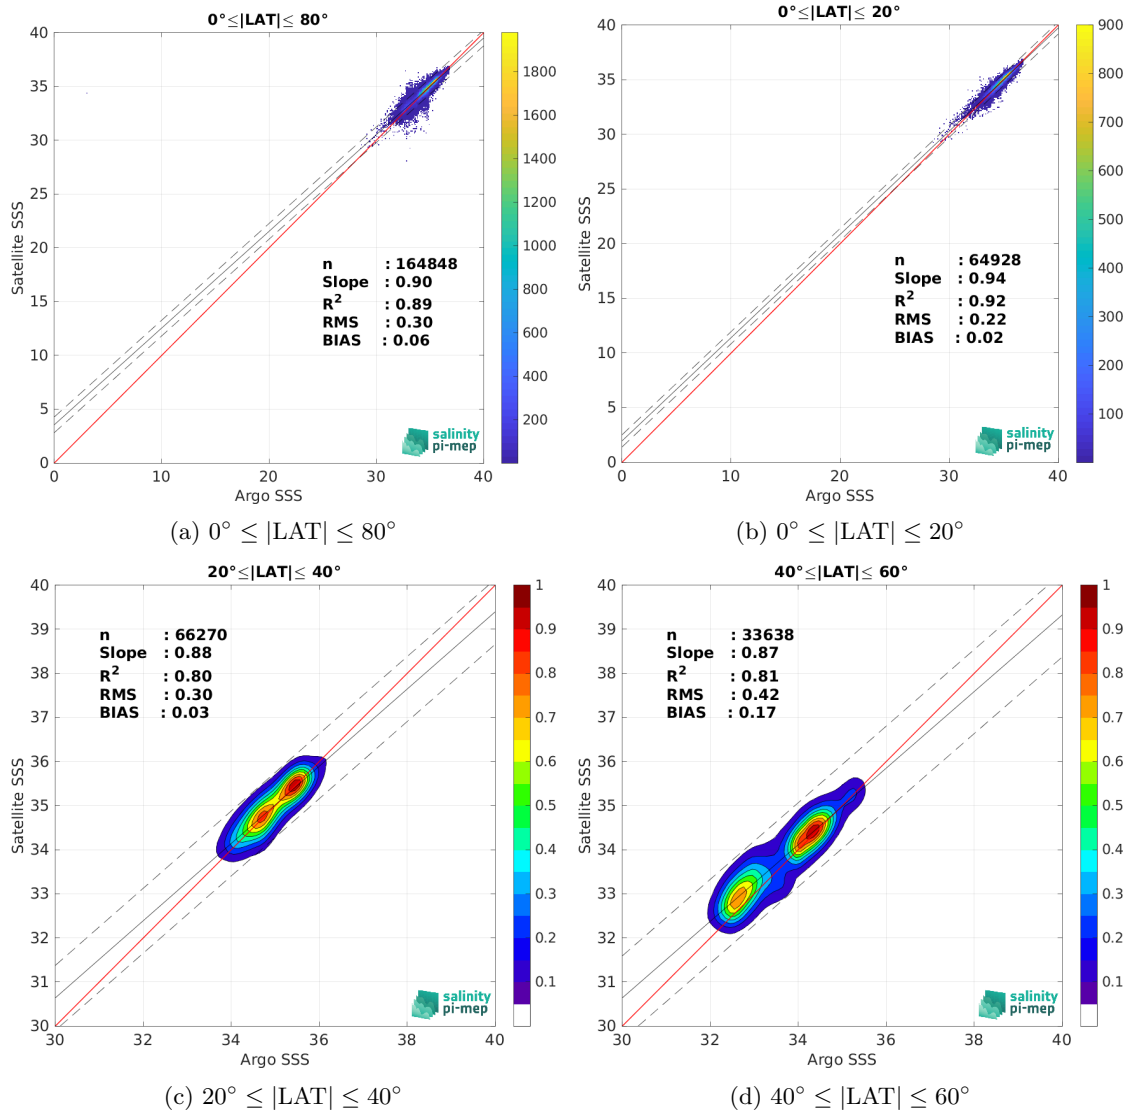 0°≤|LAT|≤ 80°
40
35
30
25
20
15
10
5
0
Satellite SSS
n : 164848
Slope : 0.90
R² : 0.89
RMS : 0.30
BIAS : 0.06
salinity
pi-mep
0 10 20 30 40
Argo SSS
1800
1600
1400
1200
1000
800
600
400
200
(a) 0° ≤ |LAT| ≤ 80°
0°≤|LAT|≤ 20°
40
35
30
25
20
15
10
5
0
Satellite SSS
n : 64928
Slope : 0.94
R² : 0.92
RMS : 0.22
BIAS : 0.02
salinity
pi-mep
0 10 20 30 40
Argo SSS
900
800
700
600
500
400
300
200
100
(b) 0° ≤ |LAT| ≤ 20°
20°≤|LAT|≤ 40°
40
39
38
37
36
35
34
33
32
31
30
Satellite SSS
n : 66270
Slope : 0.88
R² : 0.80
RMS : 0.30
BIAS : 0.03
salinity
pi-mep
30 32 34 36 38 40
Argo SSS
1
0.9
0.8
0.7
0.6
0.5
0.4
0.3
0.2
0.1
(c) 20° ≤ |LAT| ≤ 40°
40°≤|LAT|≤ 60°
40
39
38
37
36
35
34
33
32
31
30
Satellite SSS
n : 33638
Slope : 0.87
R² : 0.81
RMS : 0.42
BIAS : 0.17
salinity
pi-mep
30 32 34 36 38 40
Argo SSS
1
0.9
0.8
0.7
0.6
0.5
0.4
0.3
0.2
0.1
(d) 40° ≤ |LAT| ≤ 60°